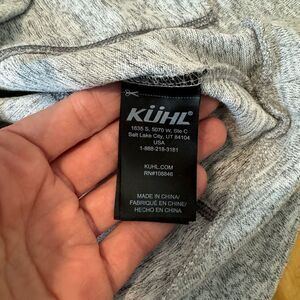 KÜHL®
1635 S. 5070 W, Ste C
Salt Lake City, UT 84104
USA
1-888-218-3181
KUHL.COM
RN#108846
MADE IN CHINA/
FABRIQUÉ EN CHINE/
HECHO EN CHINA